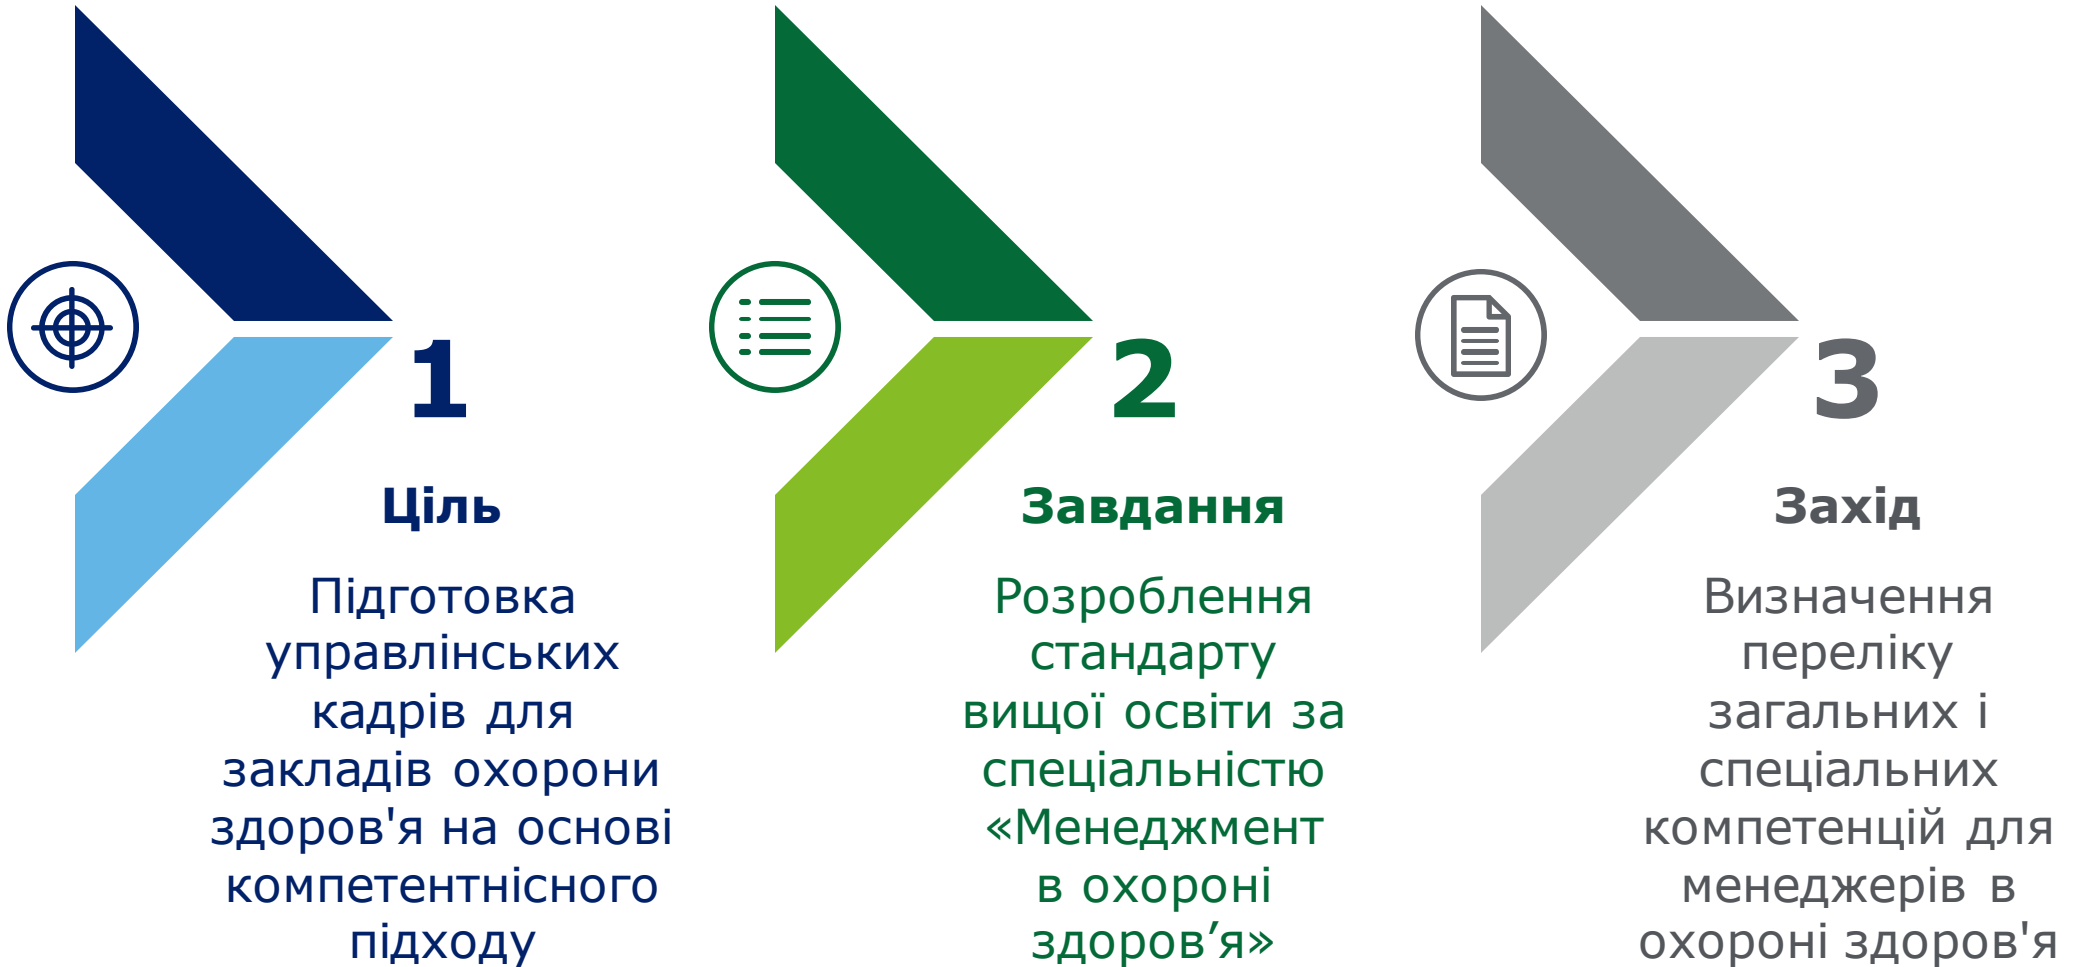 1
Ціль
Підготовка
управлінських
кадрів для
закладів охорони
здоров'я на основі
компетентнісного
підходу
2
Завдання
Розроблення
стандарту
вищої освіти за
спеціальністю
«Менеджмент
в охороні
здоров’я»
3
Захід
Визначення
переліку
загальних і
спеціальних
компетенцій для
менеджерів в
охороні здоров'я